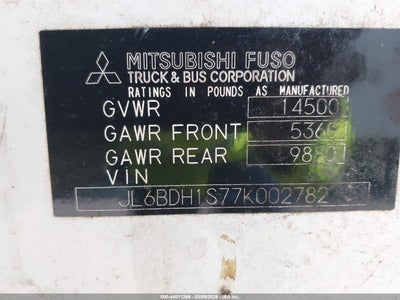 MITSUBISHI FUSO
TRUCK & BUS CORPORATION
RATINGS IN POUNDS AS MANUFACTURED
GVWR 14500
GAWR FRONT
GAWR REAR 9880
VIN
JL6BDH1S77K002782